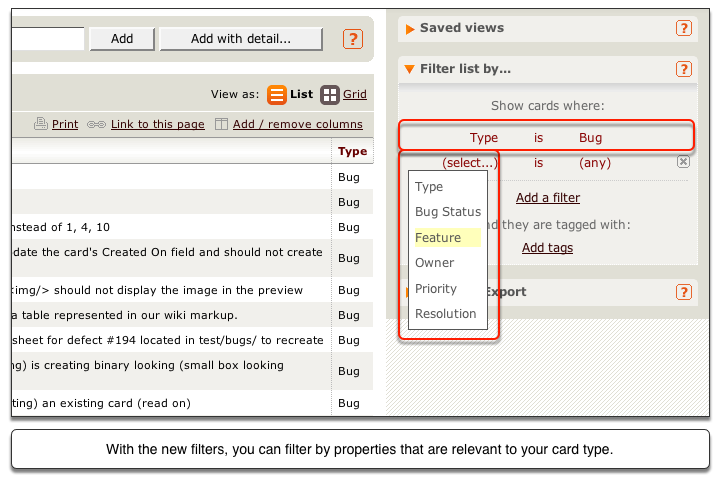 Add
Add with detail...
?
View as: List Grid
Print Link to this page Add / remove columns
Type
Bug
Bug
nstead of 1, 4, 10 Bug
date the card's Created On field and should not create Bug
<img/> should not display the image in the preview Bug
a table represented in our wiki markup. Bug
sheet for defect #194 located in test/bugs/ to recreate Bug
ng) is creating binary looking (small box looking Bug
ting) an existing card (read on) Bug
Saved views ?
Filter list by... ?
Show cards where:
Type is Bug
(select...) is (any)
Type
Bug Status
Feature
Owner
Priority
Resolution
Add a filter
nd they are tagged with:
Add tags
Export ?
With the new filters, you can filter by properties that are relevant to your card type.